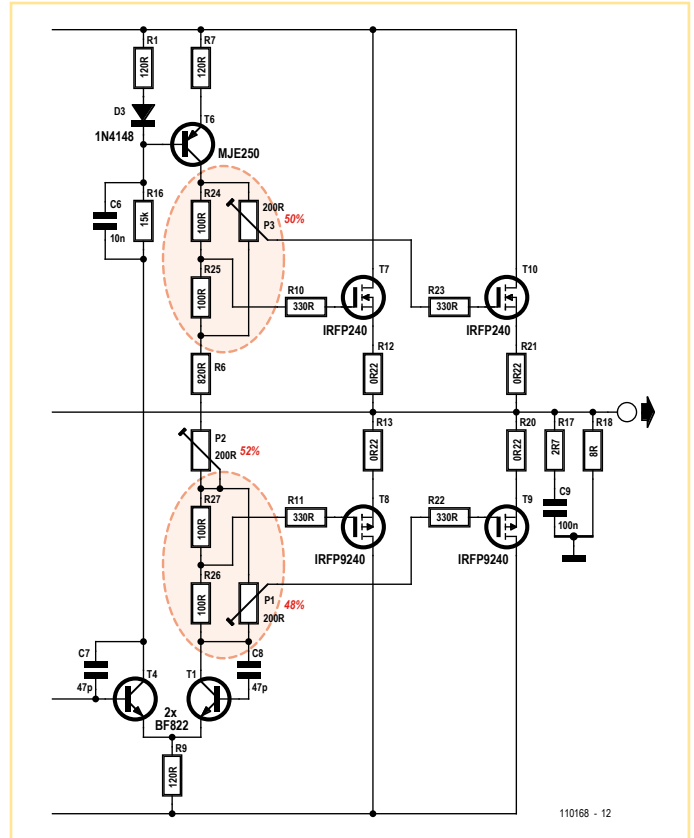 R1
R7
120R
120R
D3
1N4148
T6
MJE250
C6
10n
R16
15k
R24
100R
200R
P3
50%
R25
100R
R10
330R
T7
IRFP240
R23
330R
T10
IRFP240
R6
820R
R12
0R22
R21
0R22
P2
200R
52%
R13
0R22
R20
0R22
R17
2R7
R18
8R
C9
100n
R27
100R
R11
330R
T8
IRFP9240
R22
330R
T9
IRFP9240
R26
100R
P1
200R
48%
C7
47p
T4
T1
C8
47p
2x
BF822
R9
120R
110168 - 12